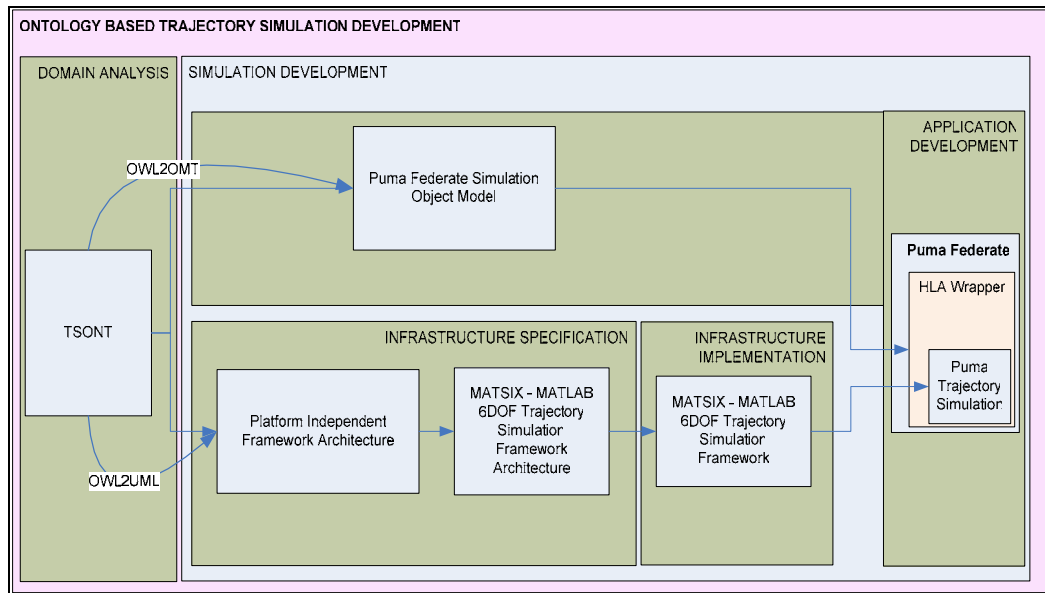 ONTOLOGY BASED TRAJECTORY SIMULATION DEVELOPMENT
DOMAIN ANALYSIS
SIMULATION DEVELOPMENT
APPLICATION
DEVELOPMENT
OWL2OMT
Puma Federate Simulation
Object Model
Puma Federate
HLA Wrapper
TSONT
INFRASTRUCTURE SPECIFICATION
INFRASTRUCTURE
IMPLEMENTATION
Puma
Trajectory
Simulation
Platform Independent
Framework Architecture
MATSIX - MATLAB
6DOF Trajectory
Simulation
Framework
Architecture
MATSIX - MATLAB
6DOF Trajectory
Simulation
Framework
OWL2UML